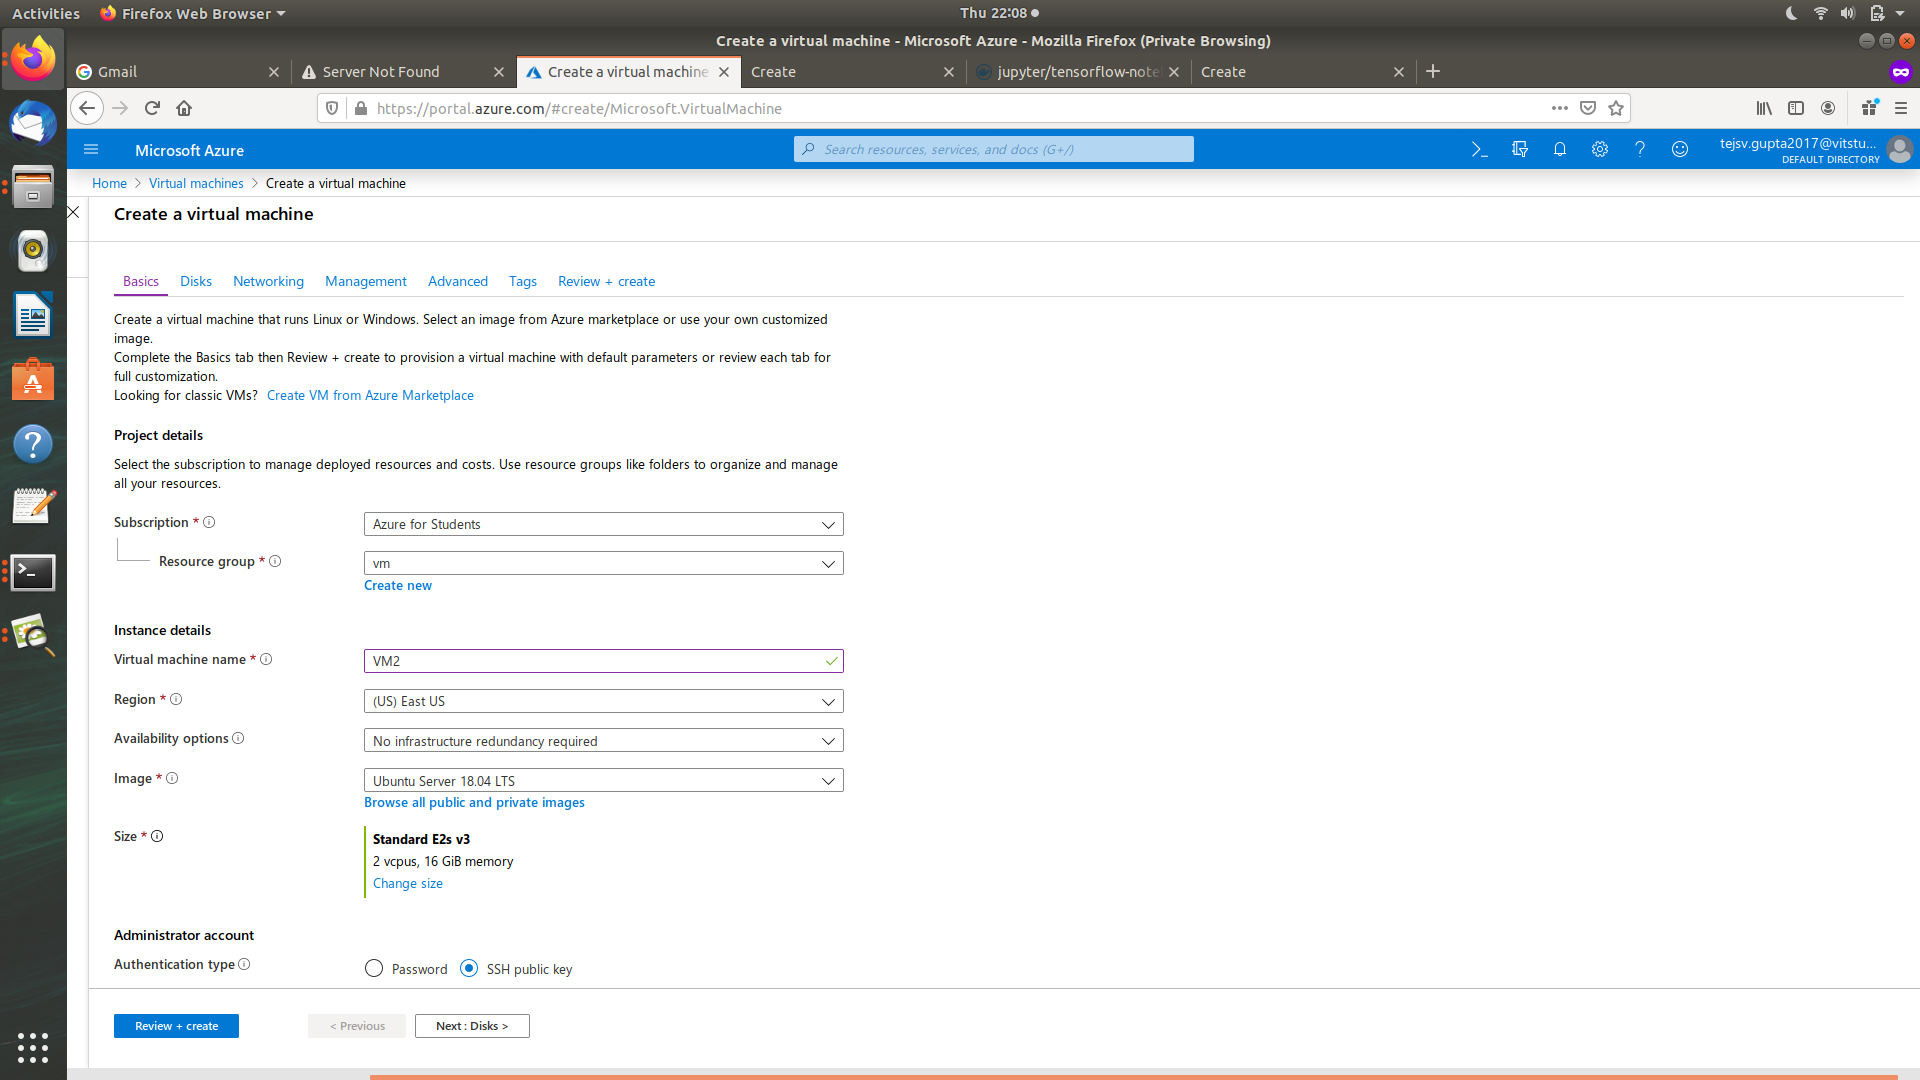 Activities
Firefox Web Browser
Thu 22:08
Create a virtual machine - Microsoft Azure - Mozilla Firefox (Private Browsing)
Gmail
Server Not Found
Create a virtual machine
Create
jupyter/tensorflow-note
Create
https://portal.azure.com/#create/Microsoft.VirtualMachine
Microsoft Azure
Search resources, services, and docs (G+/)
tejsv.gupta2017@vitstu...
DEFAULT DIRECTORY
Home > Virtual machines > Create a virtual machine
Create a virtual machine
Basics
Disks
Networking
Management
Advanced
Tags
Review + create
Create a virtual machine that runs Linux or Windows. Select an image from Azure marketplace or use your own customized
image.
Complete the Basics tab then Review + create to provision a virtual machine with default parameters or review each tab for
full customization.
Looking for classic VMs? Create VM from Azure Marketplace
Project details
Select the subscription to manage deployed resources and costs. Use resource groups like folders to organize and manage
all your resources.
Subscription *
Azure for Students
Resource group *
vm
Create new
Instance details
Virtual machine name *
VM2
Region *
(US) East US
Availability options
No infrastructure redundancy required
Image *
Ubuntu Server 18.04 LTS
Browse all public and private images
Size *
Standard E2s v3
2 vcpus, 16 GiB memory
Change size
Administrator account
Authentication type
Password
SSH public key
Review + create
< Previous
Next : Disks >